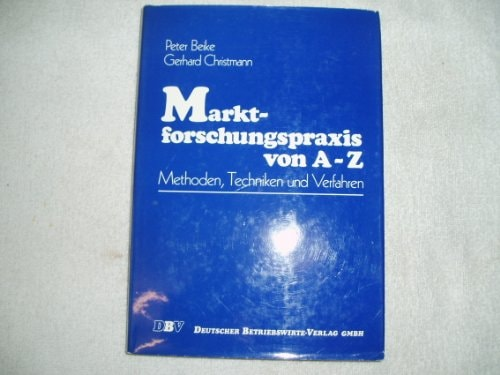 Peter Beike
Gerhard Christmann
Markt-
forschungspraxis
von A-Z
Methoden, Techniken und Verfahren
DBV DEUTSCHER BETRIEBSWIRTE-VERLAG GMBH